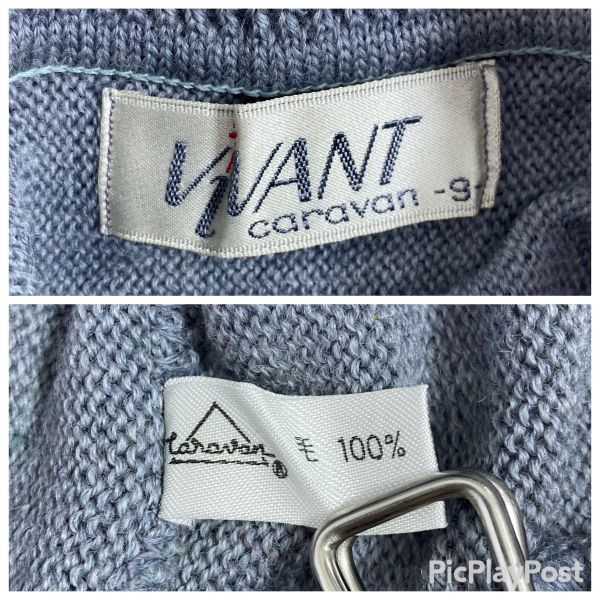 ViVANT
caravan -9-
Caravan® 毛 100%
PicPlayPost